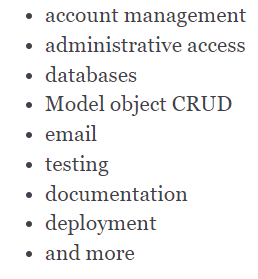 • account management
• administrative access
• databases
• Model object CRUD
• email
• testing
• documentation
• deployment
• and more